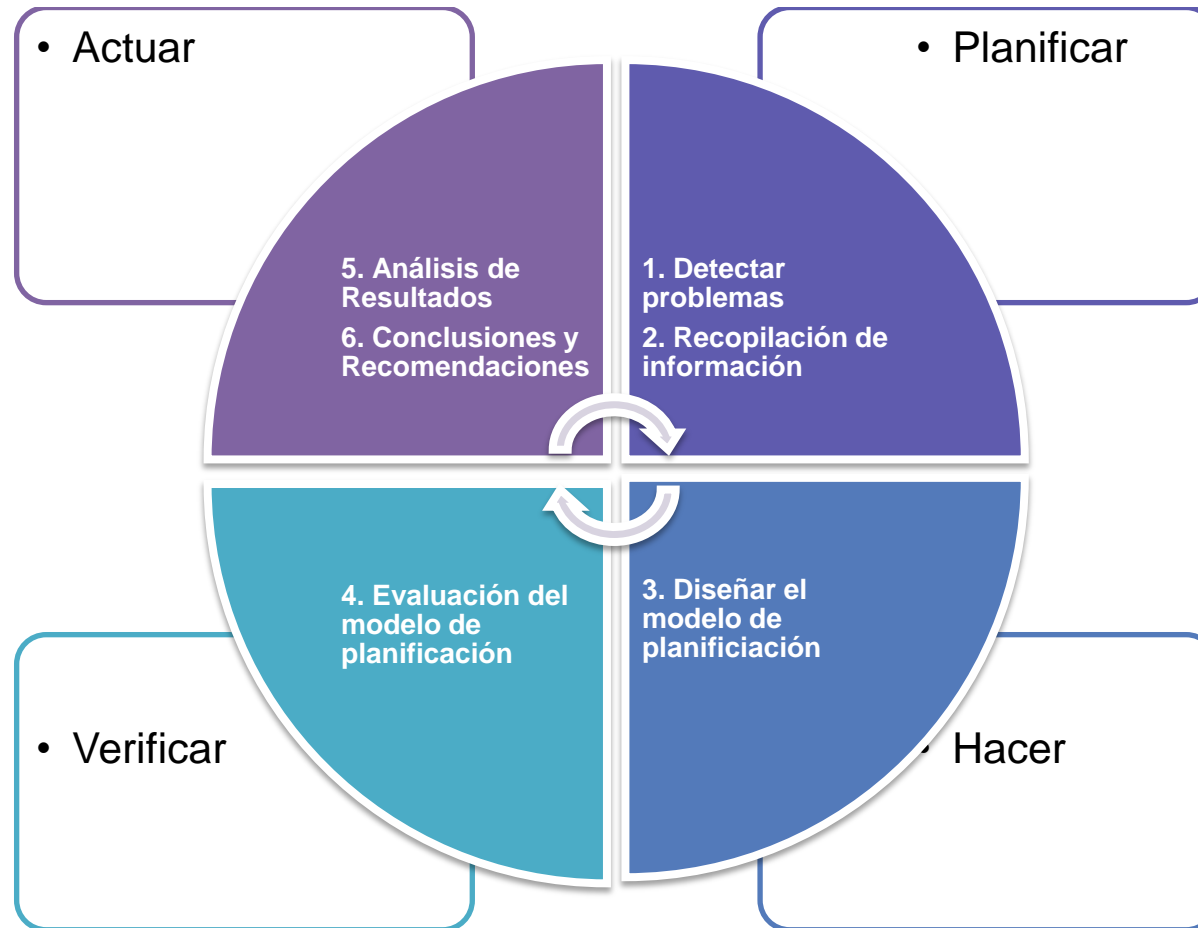 • Actuar
• Planificar
5. Análisis de
Resultados
6. Conclusiones y
Recomendaciones
1. Detectar
problemas
2. Recopilación de
información
4. Evaluación del
modelo de
planificación
3. Diseñar el
modelo de
planificiación
• Verificar
• Hacer